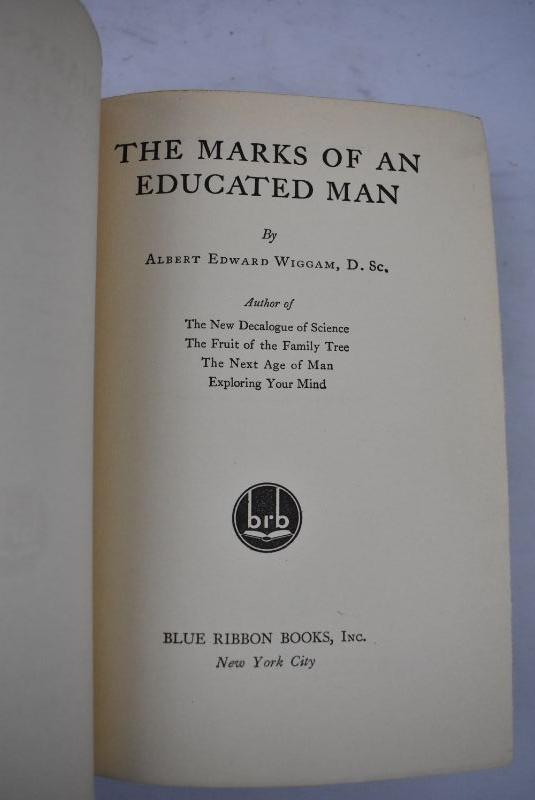 THE MARKS OF AN
EDUCATED MAN
By
ALBERT EDWARD WIGGAM, D. Sc.
Author of
The New Decalogue of Science
The Fruit of the Family Tree
The Next Age of Man
Exploring Your Mind
brb
BLUE RIBBON BOOKS, INC.
New York City